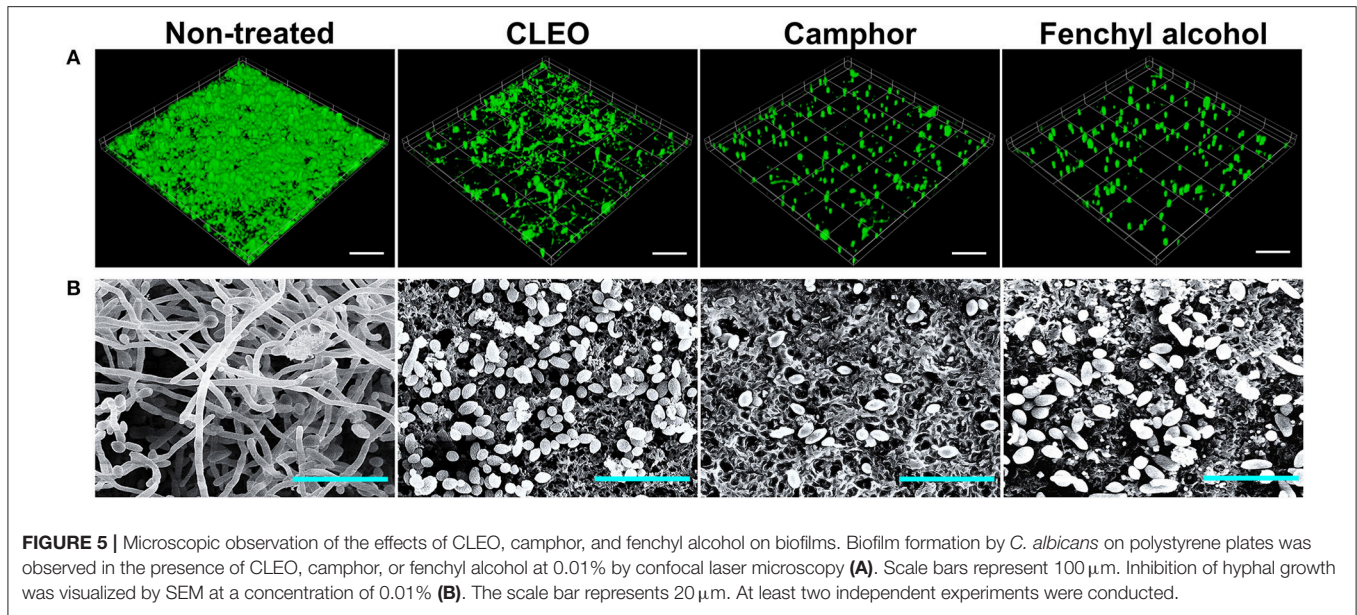 Non-treated CLEO Camphor Fenchyl alcohol
A
B
FIGURE 5 | Microscopic observation of the effects of CLEO, camphor, and fenchyl alcohol on biofilms. Biofilm formation by C. albicans on polystyrene plates was
observed in the presence of CLEO, camphor, or fenchyl alcohol at 0.01% by confocal laser microscopy (A). Scale bars represent 100 μm. Inhibition of hyphal growth
was visualized by SEM at a concentration of 0.01% (B). The scale bar represents 20 μm. At least two independent experiments were conducted.